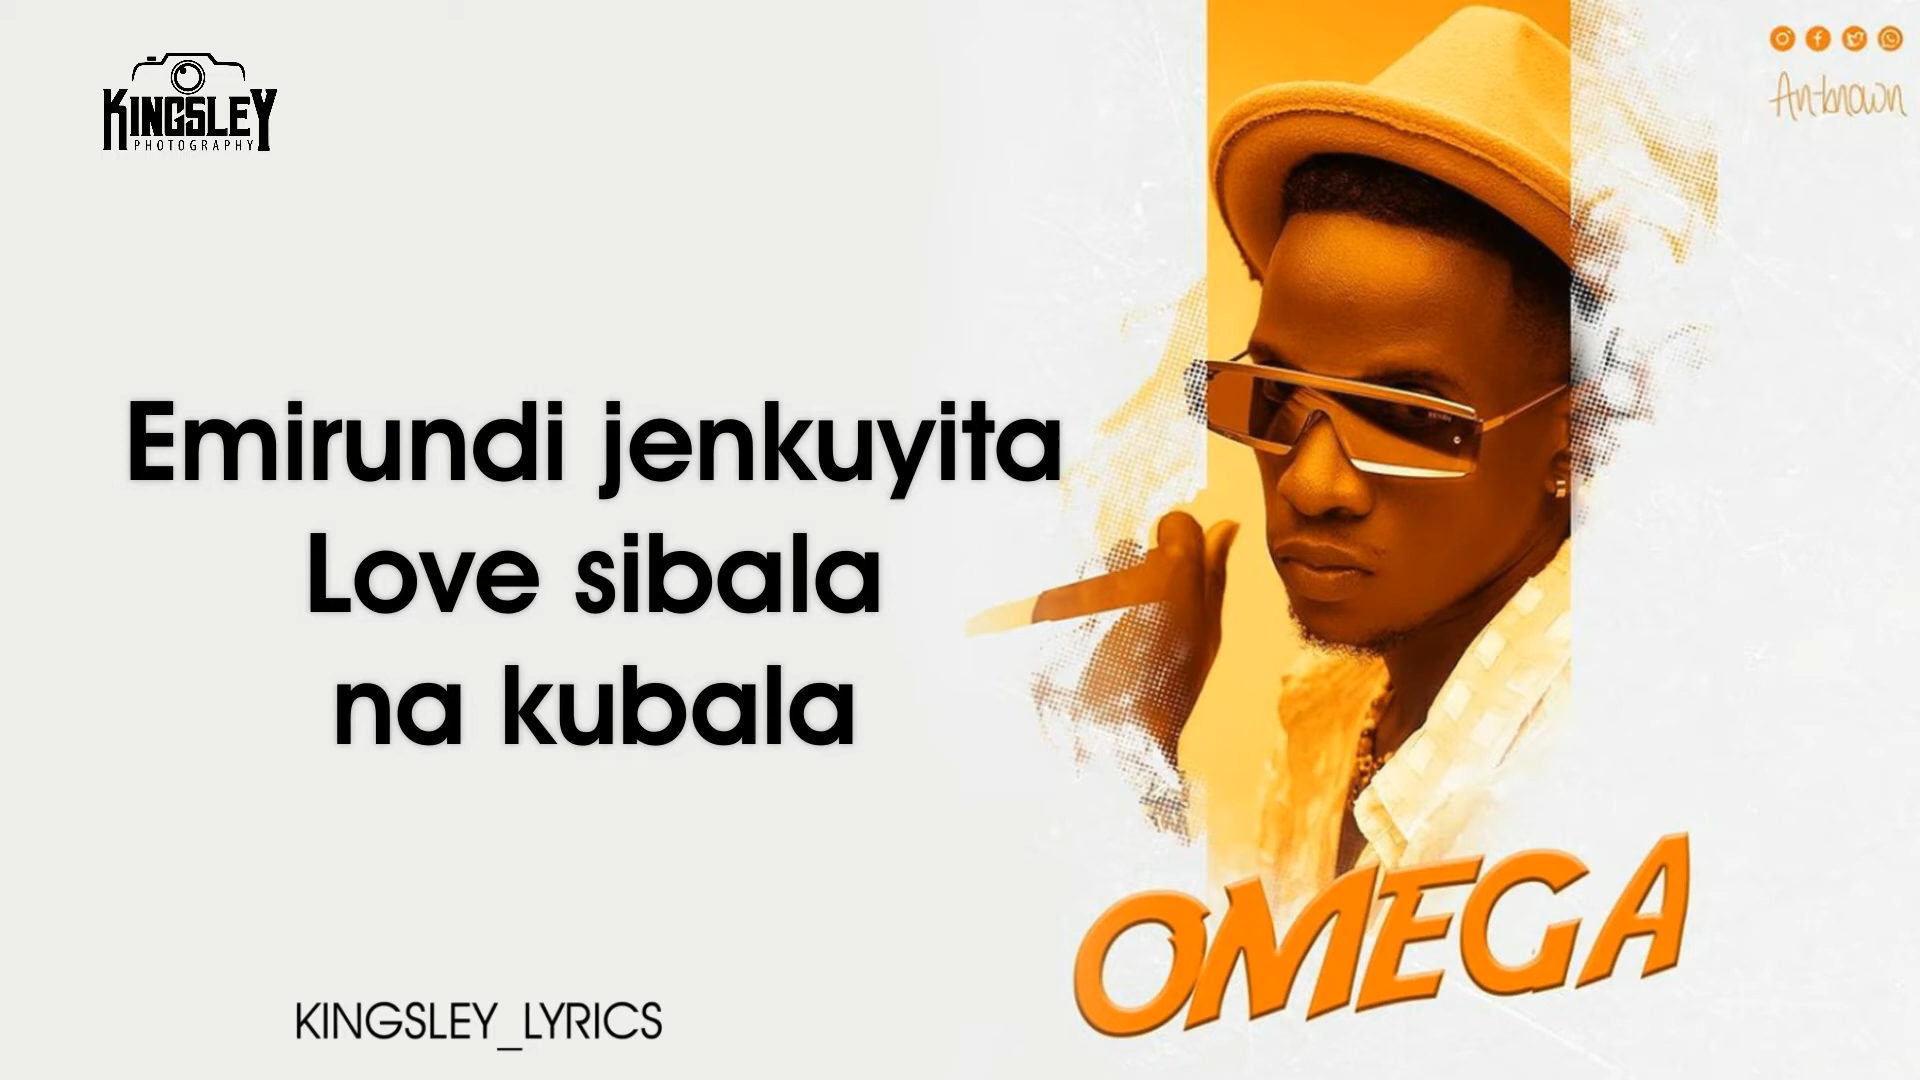 KINGSLEY
PHOTOGRAPHY
An-known
Emirundi jenkuyita
Love sibala
na kubala
OMEGA
KINGSLEY_LYRICS